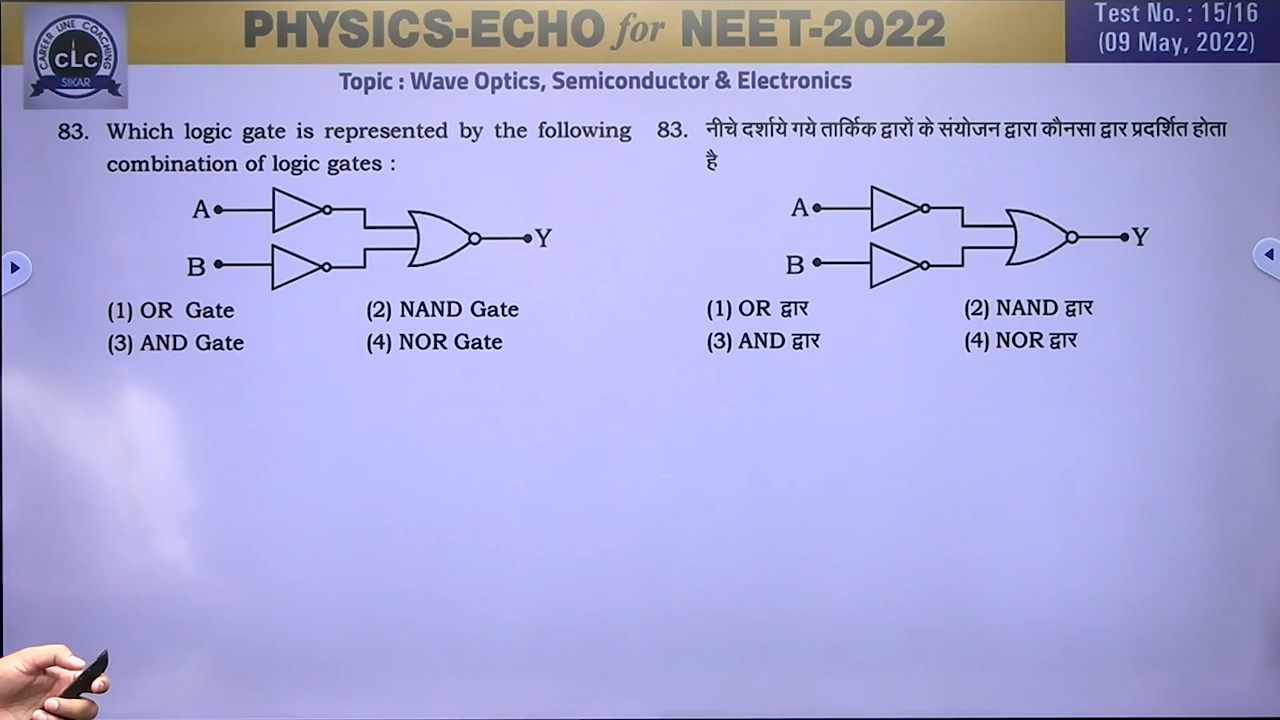 CAREER LINE COACHING
cLc
SIKAR
PHYSICS-ECHO for NEET-2022
Test No. : 15/16
(09 May, 2022)
Topic : Wave Optics, Semiconductor & Electronics
83. Which logic gate is represented by the following
combination of logic gates :
A
B
Y
(1) OR Gate (2) NAND Gate
(3) AND Gate (4) NOR Gate
83. नीचे दर्शाये गये तार्किक द्वारों के संयोजन द्वारा कौनसा द्वार प्रदर्शित होता
है
A
B
Y
(1) OR द्वार (2) NAND द्वार
(3) AND द्वार (4) NOR द्वार